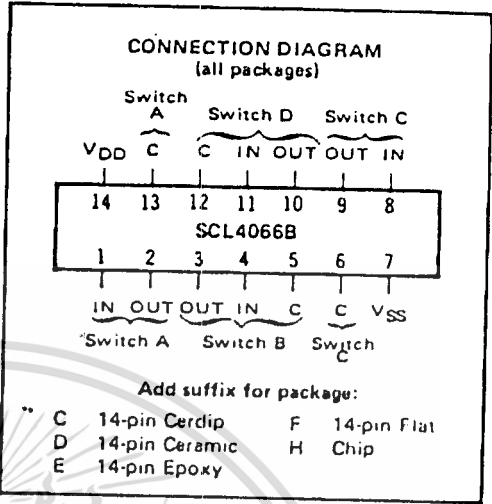 CONNECTION DIAGRAM
(all packages)
Switch A Switch D Switch C
VDD C C IN OUT OUT IN
14 13 12 11 10 9 8
SCL4066B
1 2 3 4 5 6 7
IN OUT OUT IN C C VSS
Switch A Switch B Switch C
Add suffix for package:
C 14-pin Cerdip F 14-pin Flat
D 14-pin Ceramic H Chip
E 14-pin Epoxy